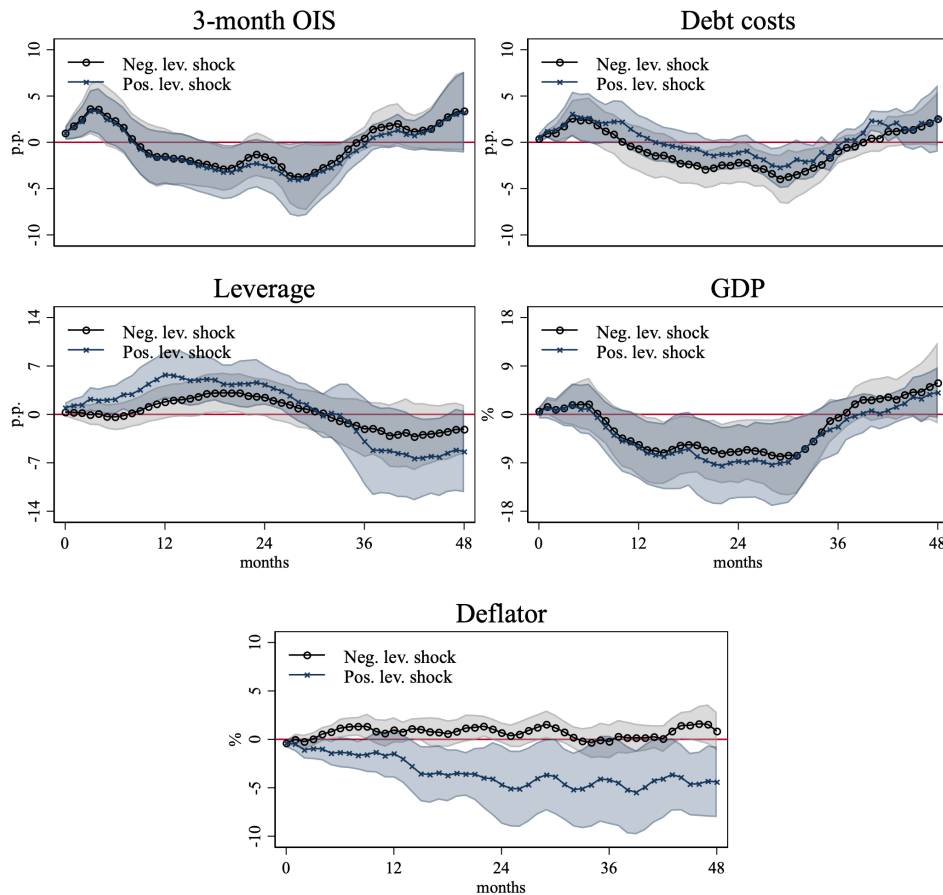 3-month OIS
Debt costs
10
5
0
-5
-10
p.p.
Neg. lev. shock
Pos. lev. shock
10
5
0
-5
-10
p.p.
Neg. lev. shock
Pos. lev. shock
Leverage
GDP
14
7
0
-7
-14
p.p.
Neg. lev. shock
Pos. lev. shock
0 12 24 36 48
months
18
9
0
-9
-18
%
Neg. lev. shock
Pos. lev. shock
0 12 24 36 48
months
Deflator
10
5
0
-5
-10
%
Neg. lev. shock
Pos. lev. shock
0 12 24 36 48
months